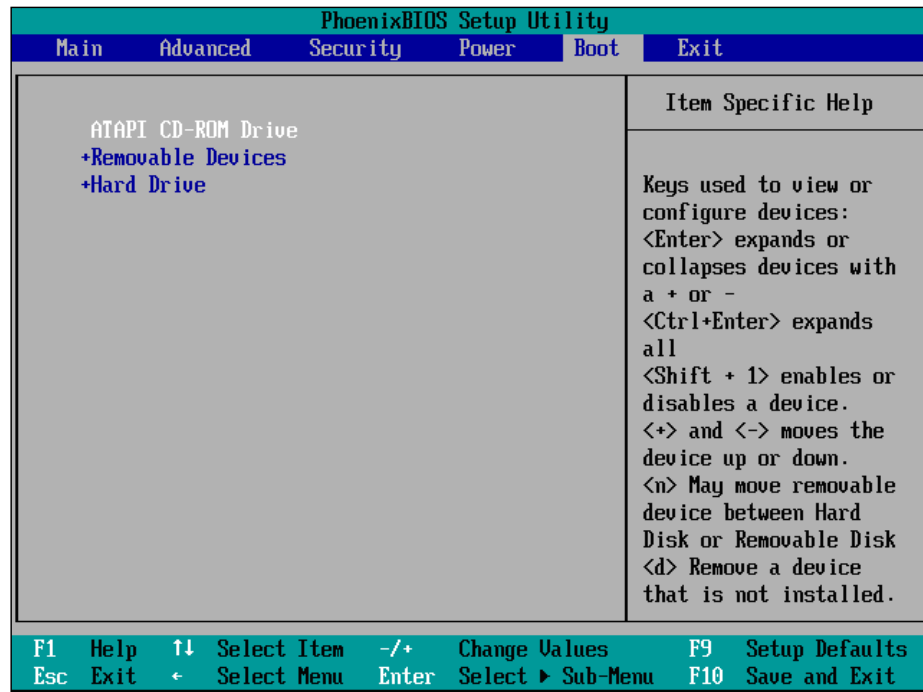 PhoenixBIOS Setup Utility
Main Advanced Security Power Boot Exit
ATAPI CD-ROM Drive
+Removable Devices
+Hard Drive
Item Specific Help
Keys used to view or
configure devices:
<Enter> expands or
collapses devices with
a + or -
<Ctrl+Enter> expands
all
<Shift + 1> enables or
disables a device.
<+> and <-> moves the
device up or down.
<n> May move removable
device between Hard
Disk or Removable Disk
<d> Remove a device
that is not installed.
F1 Help ↑↓ Select Item -/+ Change Values F9 Setup Defaults
Esc Exit ← Select Menu Enter Select ▶ Sub-Menu F10 Save and Exit